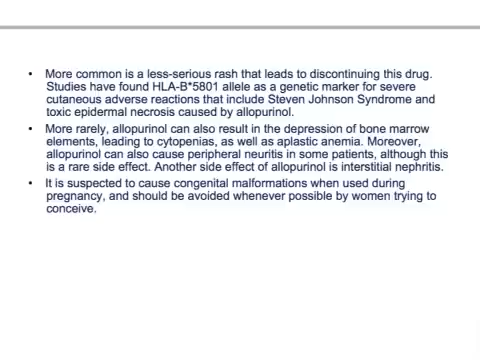 • More common is a less-serious rash that leads to discontinuing this drug.
Studies have found HLA-B*5801 allele as a genetic marker for severe
cutaneous adverse reactions that include Steven Johnson Syndrome and
toxic epidermal necrosis caused by allopurinol.
• More rarely, allopurinol can also result in the depression of bone marrow
elements, leading to cytopenias, as well as aplastic anemia. Moreover,
allopurinol can also cause peripheral neuritis in some patients, although this
is a rare side effect. Another side effect of allopurinol is interstitial nephritis.
• It is suspected to cause congenital malformations when used during
pregnancy, and should be avoided whenever possible by women trying to
conceive.